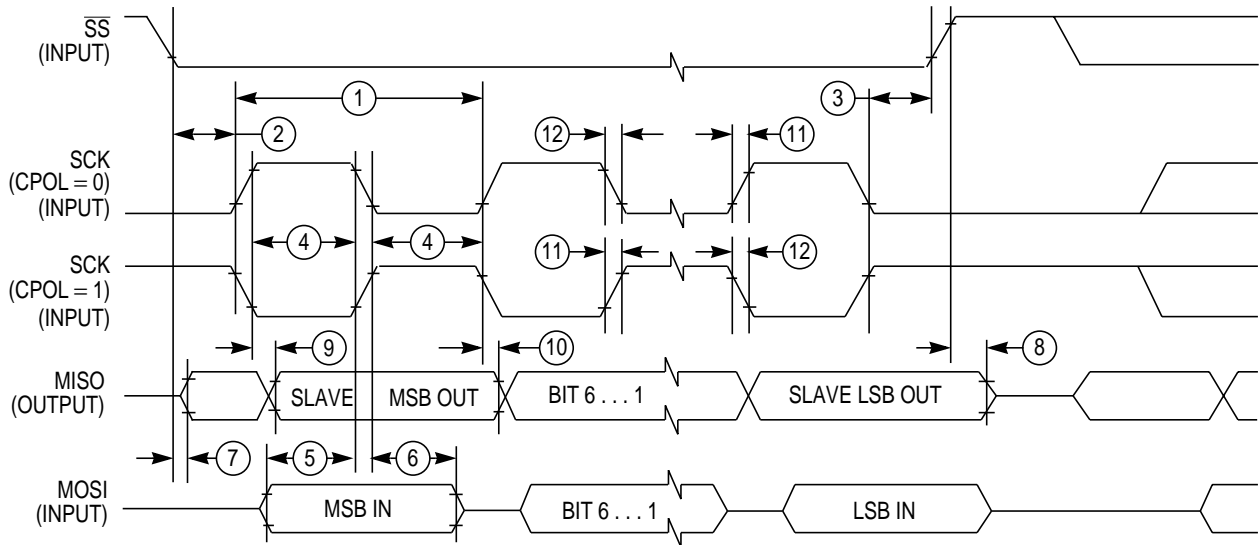 SS
(INPUT)
1
3
2
12
11
SCK
(CPOL = 0)
(INPUT)
4
4
11
12
SCK
(CPOL = 1)
(INPUT)
9
10
8
MISO
(OUTPUT)
SLAVE MSB OUT
BIT 6 . . . 1
SLAVE LSB OUT
7
5
6
MOSI
(INPUT)
MSB IN
BIT 6 . . . 1
LSB IN